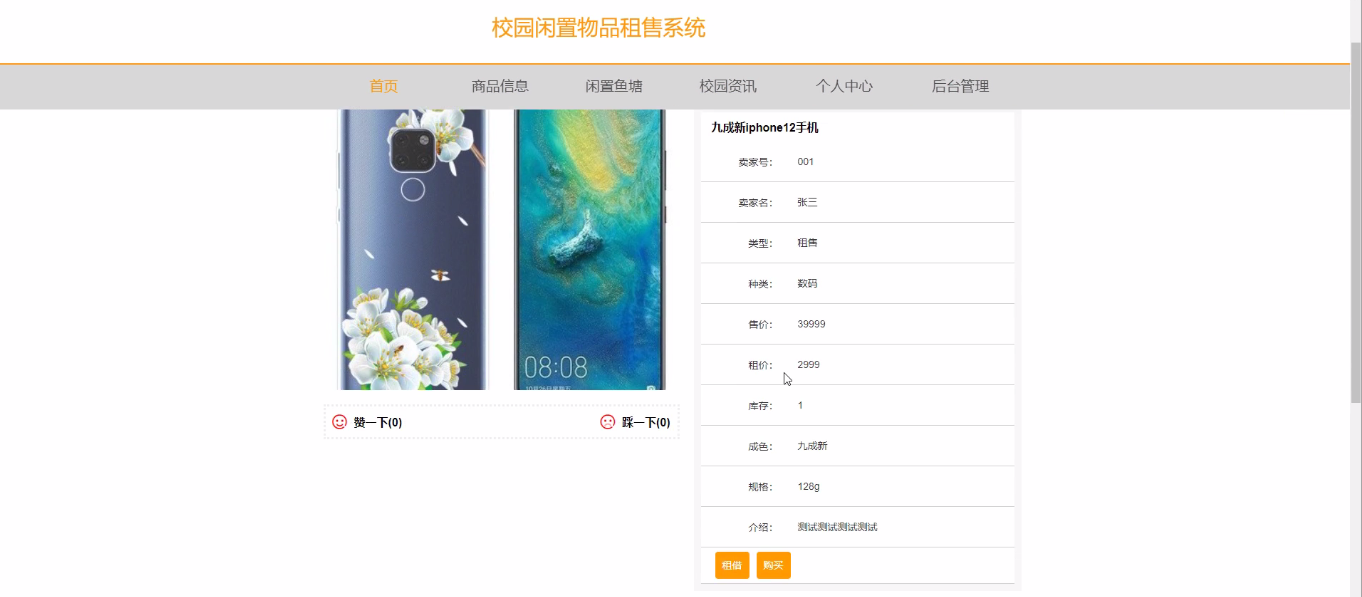 校园闲置物品租售系统
首页 商品信息 闲置鱼塘 校园资讯 个人中心 后台管理
九成新iphone12手机
卖家号: 001
卖家名: 张三
类型: 租售
种类: 数码
售价: 39999
租价: 2999
库存: 1
成色: 九成新
规格: 128g
介绍: 测试测试测试测试
租借 购买
08:08
赞一下(0) 踩一下(0)